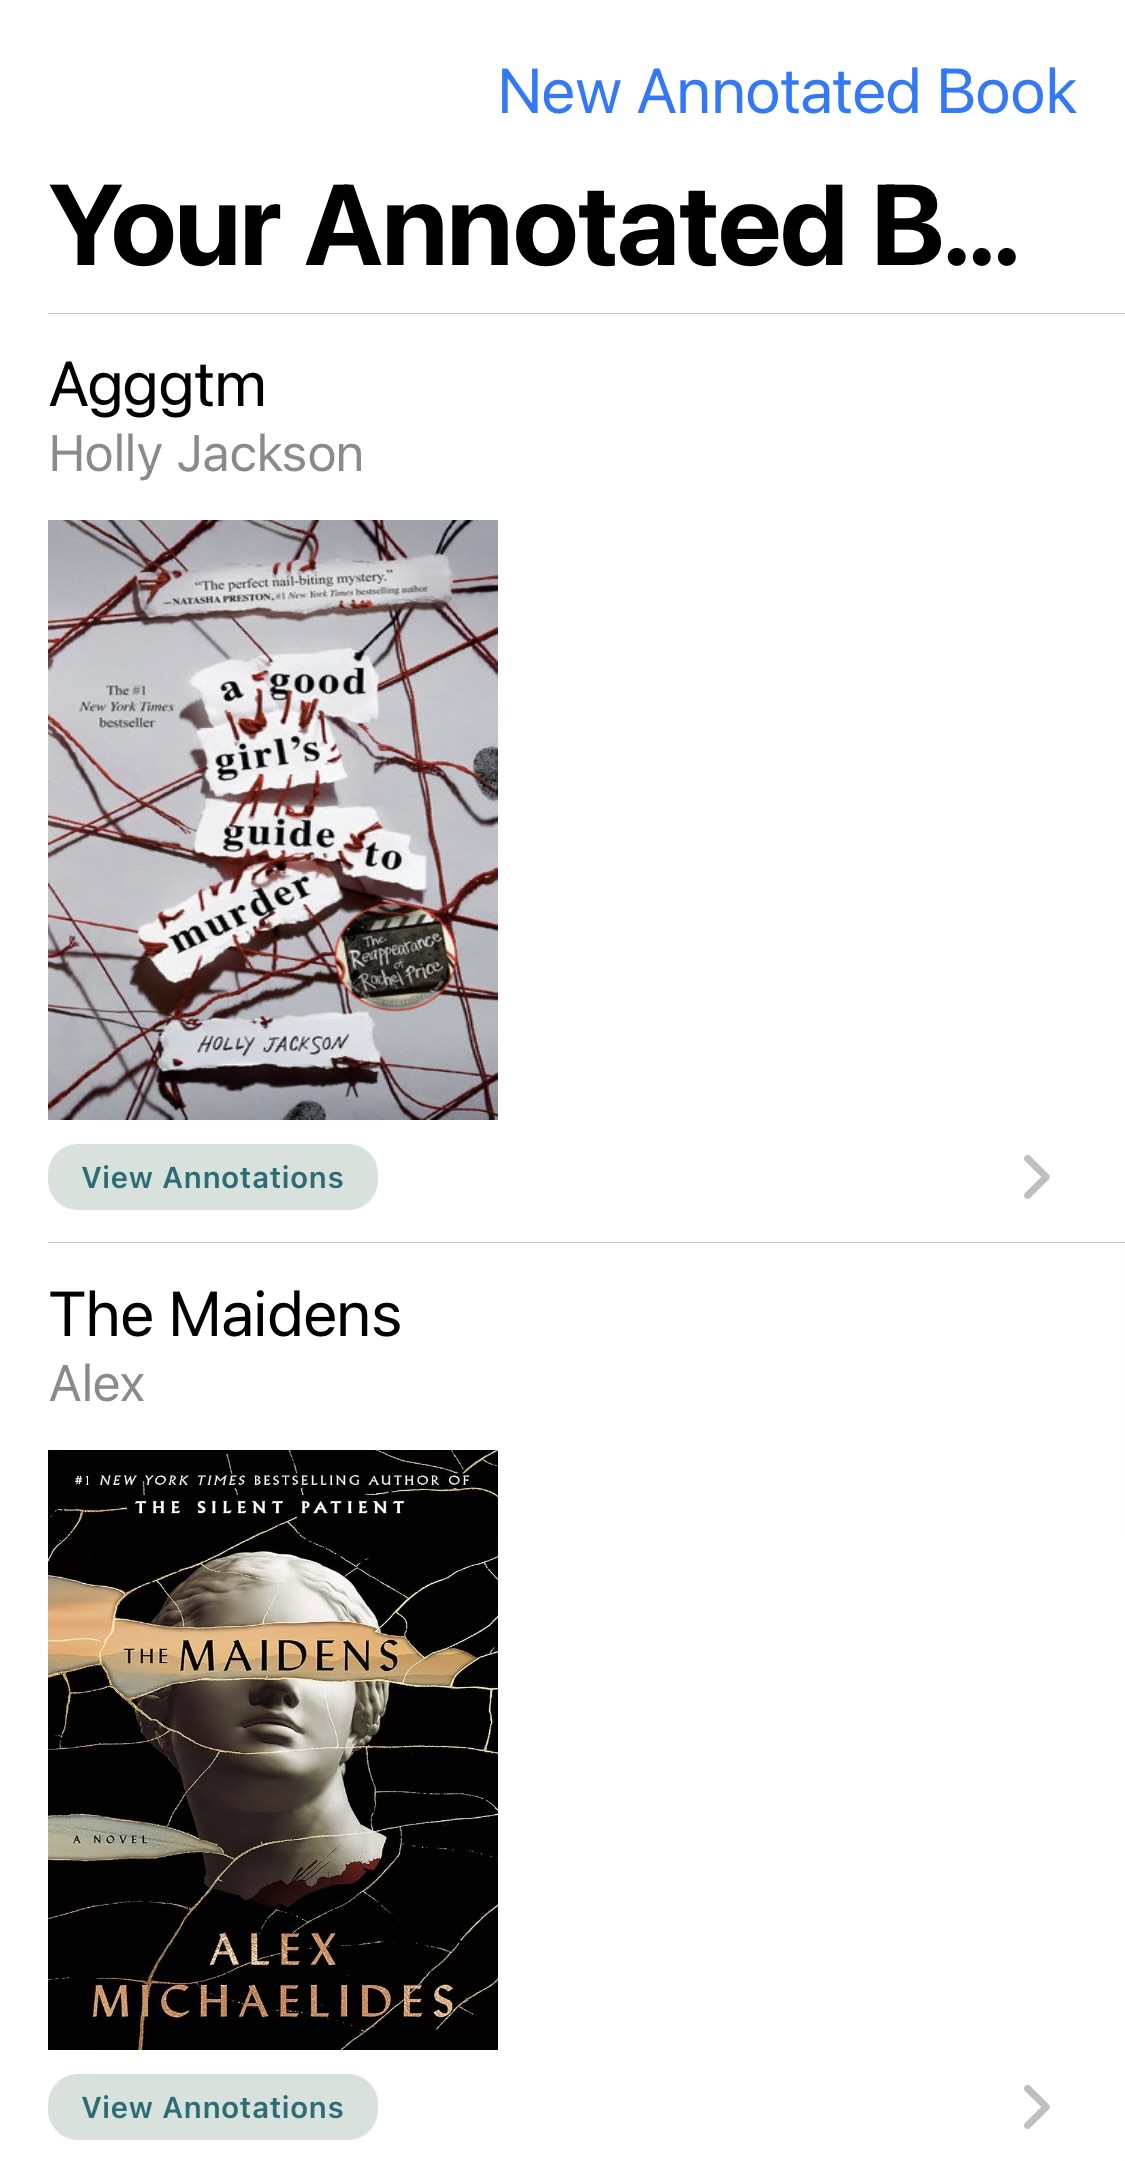 New Annotated Book
Your Annotated B...
Agggtm
Holly Jackson
"The perfect nail-biting mystery."
—NATASHA PRESTON, #1 New York Times bestselling author
a good
The #1
New York Times
bestseller
girl's
guide to
murder
The
Reappearance
of
Rachel Price
HOLLY JACKSON
View Annotations
The Maidens
Alex
#1 NEW YORK TIMES BESTSELLING AUTHOR OF
THE SILENT PATIENT
THE MAIDENS
A NOVEL
ALEX
MICHAELIDES
View Annotations